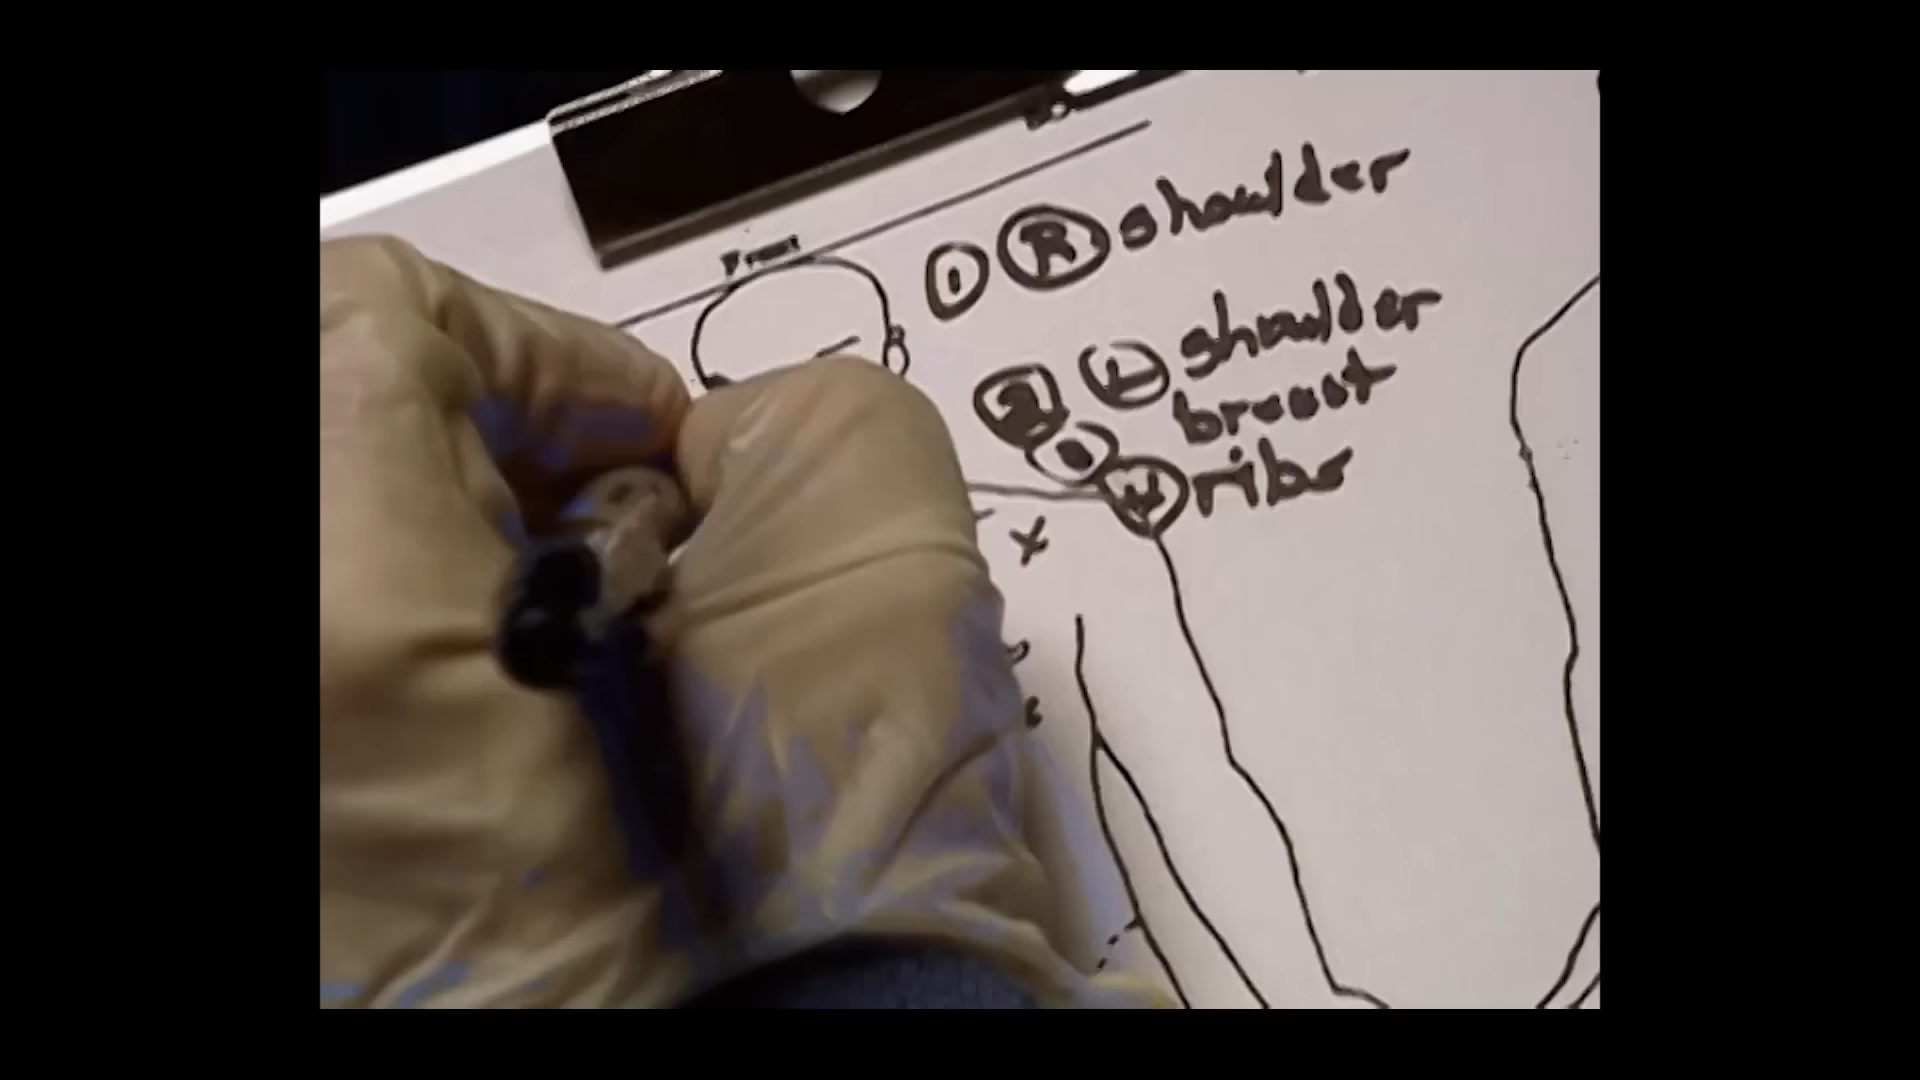 Front
① Ⓡ shoulder
② Ⓛ shoulder
③ breast
④ ribs
x